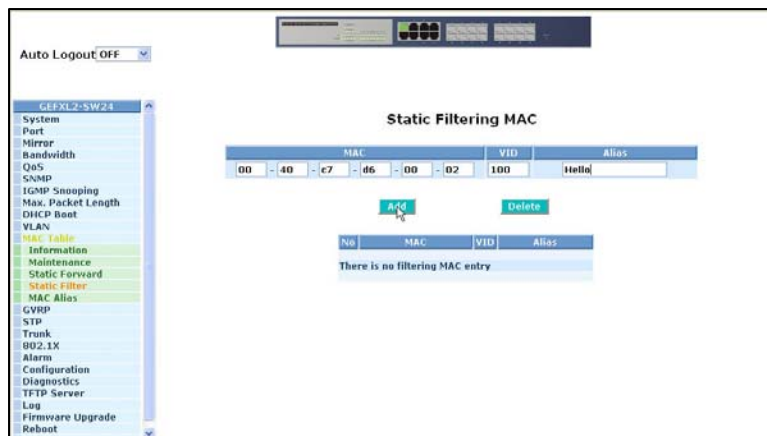 Auto Logout OFF
GEFXL2-SW24
System
Port
Mirror
Bandwidth
QoS
SNMP
IGMP Snooping
Max. Packet Length
DHCP Boot
VLAN
MAC Table
Information
Maintenance
Static Forward
Static Filter
MAC Alias
GVRP
STP
Trunk
802.1X
Alarm
Configuration
Diagnostics
TFTP Server
Log
Firmware Upgrade
Reboot
Static Filtering MAC
MAC VID Alias
00 - 40 - c7 - d6 - 00 - 02 100 Hello
Add Delete
No MAC VID Alias
There is no filtering MAC entry